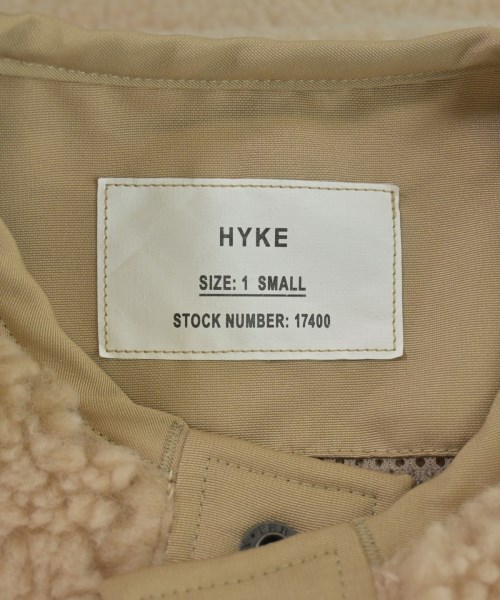 HYKE
SIZE: 1 SMALL
STOCK NUMBER: 17400